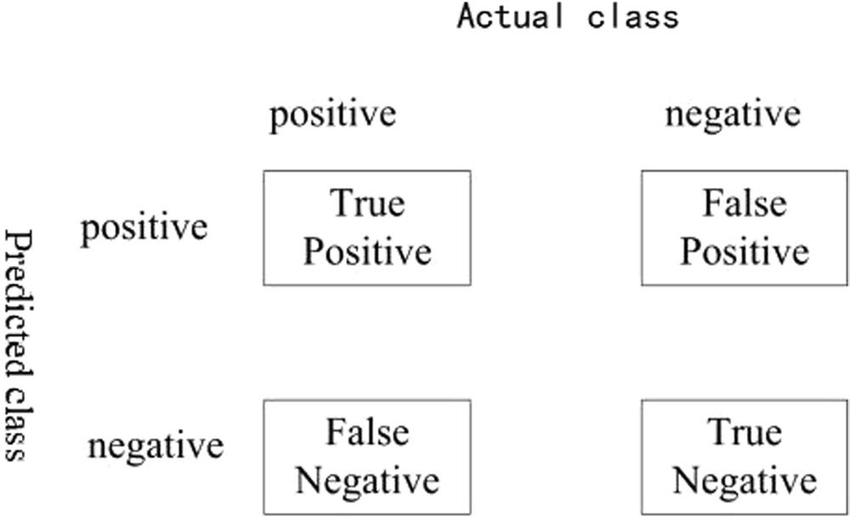 Actual class
positive negative
Predicted class
positive
True
Positive
False
Positive
negative
False
Negative
True
Negative